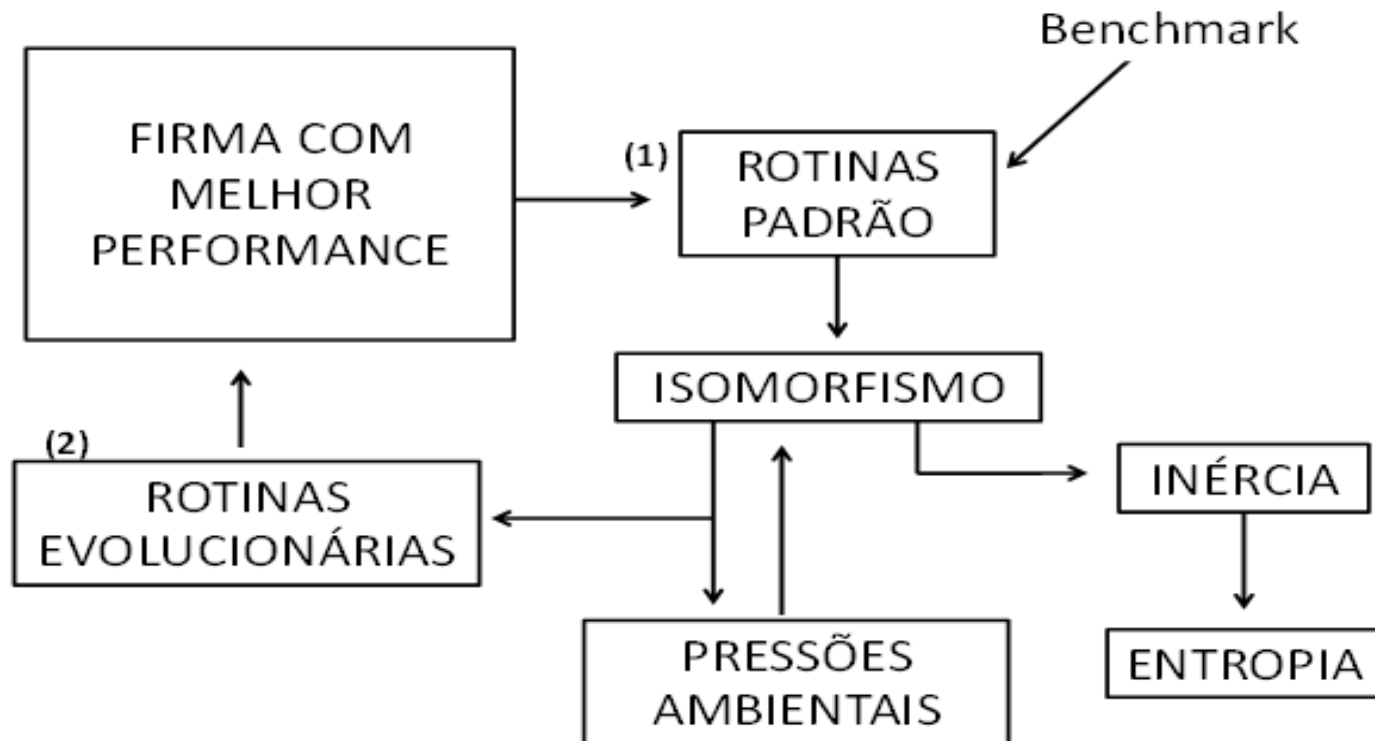 Benchmark
FIRMA COM
MELHOR
PERFORMANCE
(1)
ROTINAS
PADRÃO
ISOMORFISMO
(2)
ROTINAS
EVOLUCIONÁRIAS
INÉRCIA
PRESSÕES
AMBIENTAIS
ENTROPIA